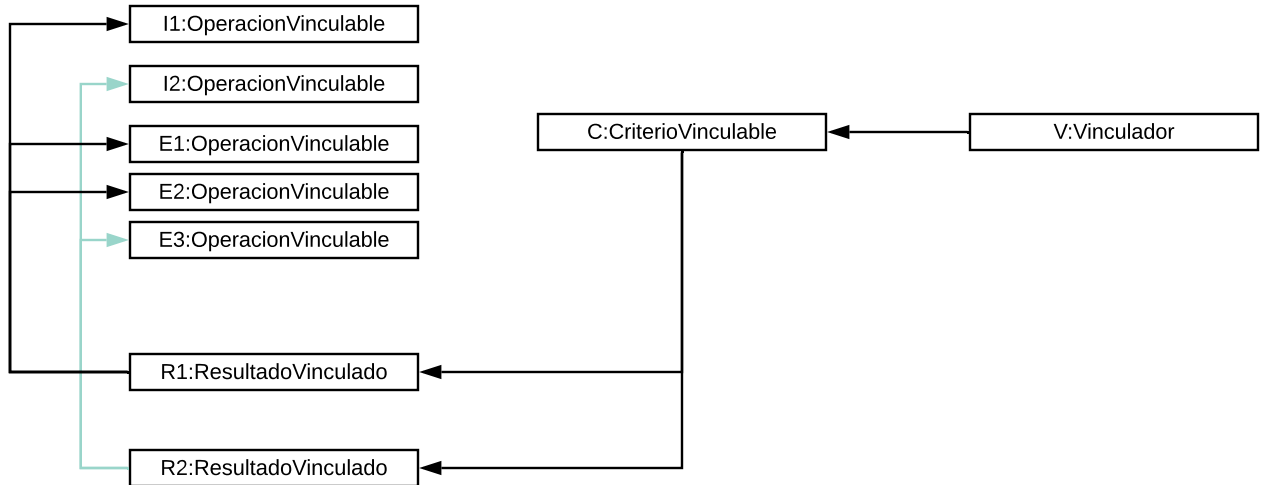 I1:OperacionVinculable
I2:OperacionVinculable
E1:OperacionVinculable
E2:OperacionVinculable
E3:OperacionVinculable
C:CriterioVinculable
V:Vinculador
R1:ResultadoVinculado
R2:ResultadoVinculado